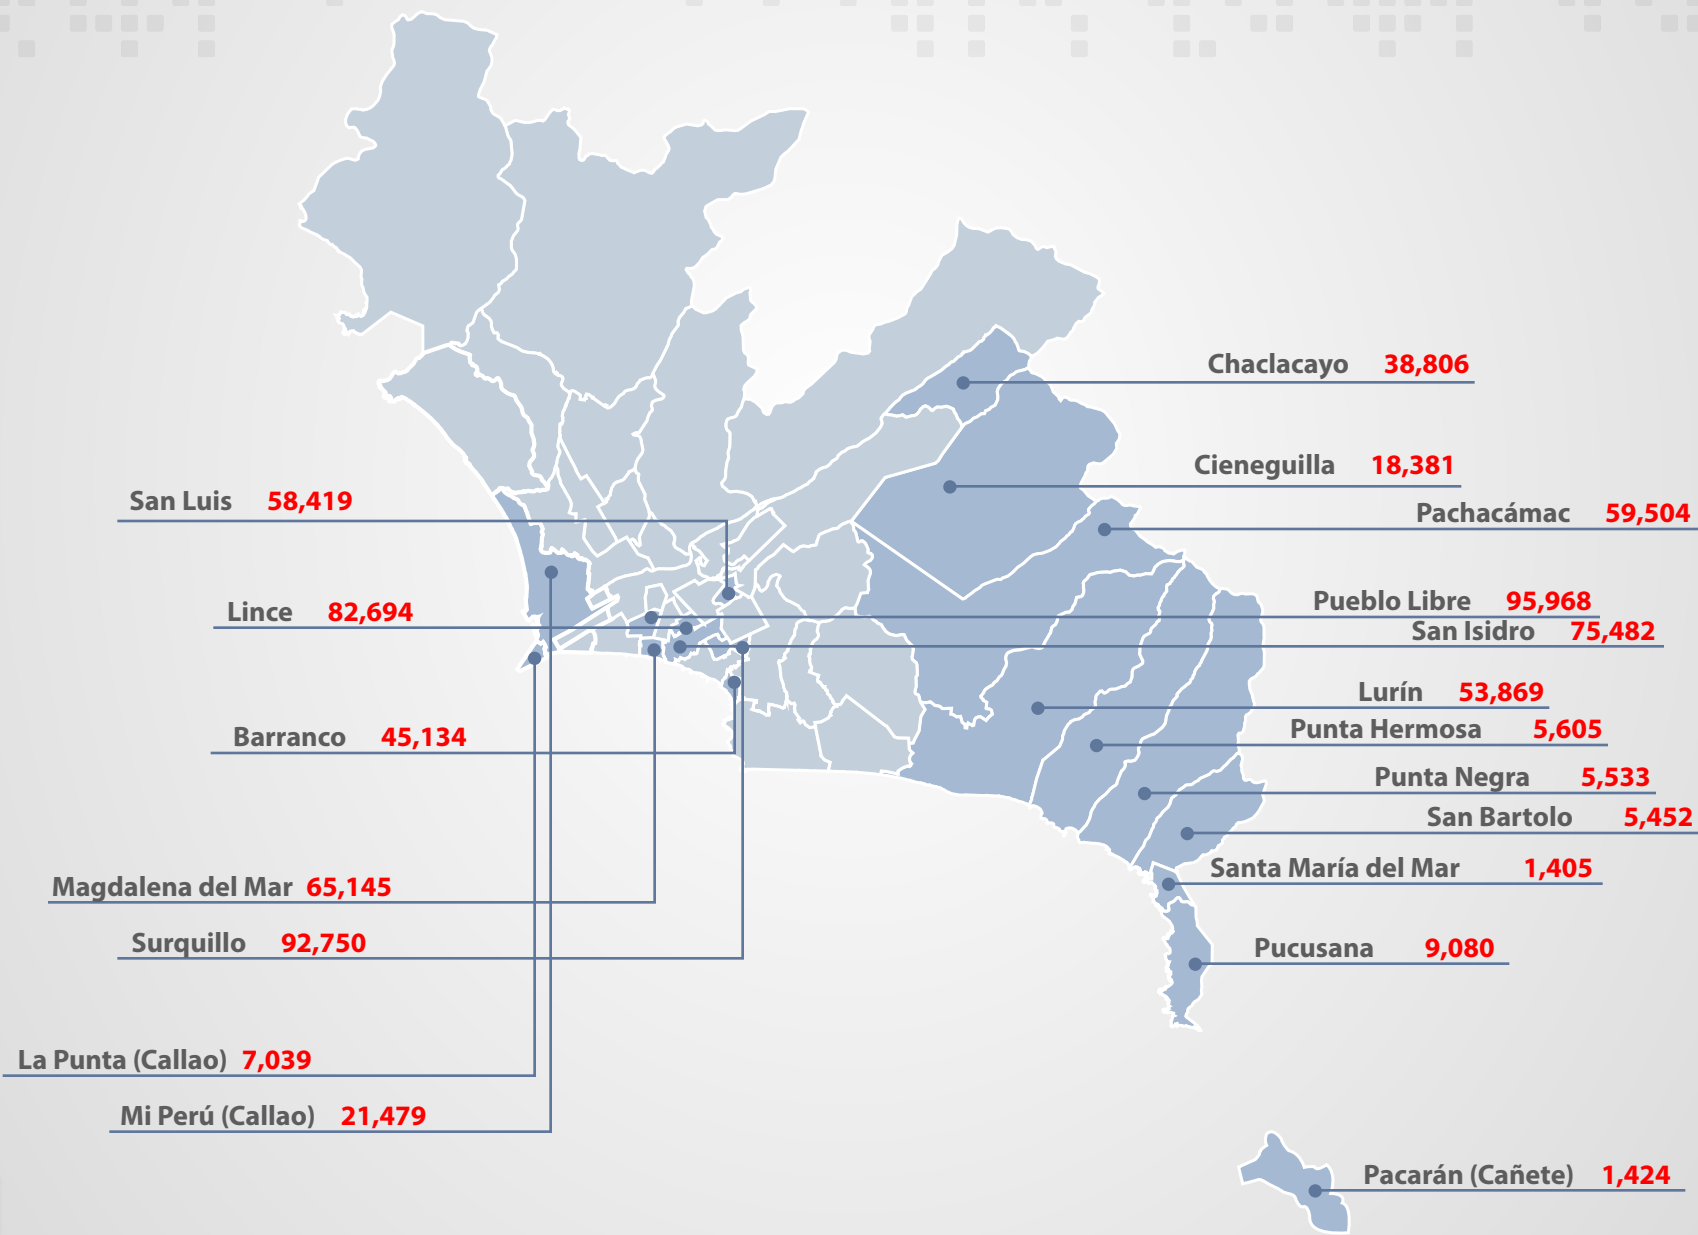 Chaclacayo 38,806
Cieneguilla 18,381
San Luis 58,419
Pachacámac 59,504
Lince 82,694
Pueblo Libre 95,968
San Isidro 75,482
Lurín 53,869
Punta Hermosa 5,605
Barranco 45,134
Punta Negra 5,533
San Bartolo 5,452
Santa María del Mar 1,405
Magdalena del Mar 65,145
Surquillo 92,750
Pucusana 9,080
La Punta (Callao) 7,039
Mi Perú (Callao) 21,479
Pacarán (Cañete) 1,424